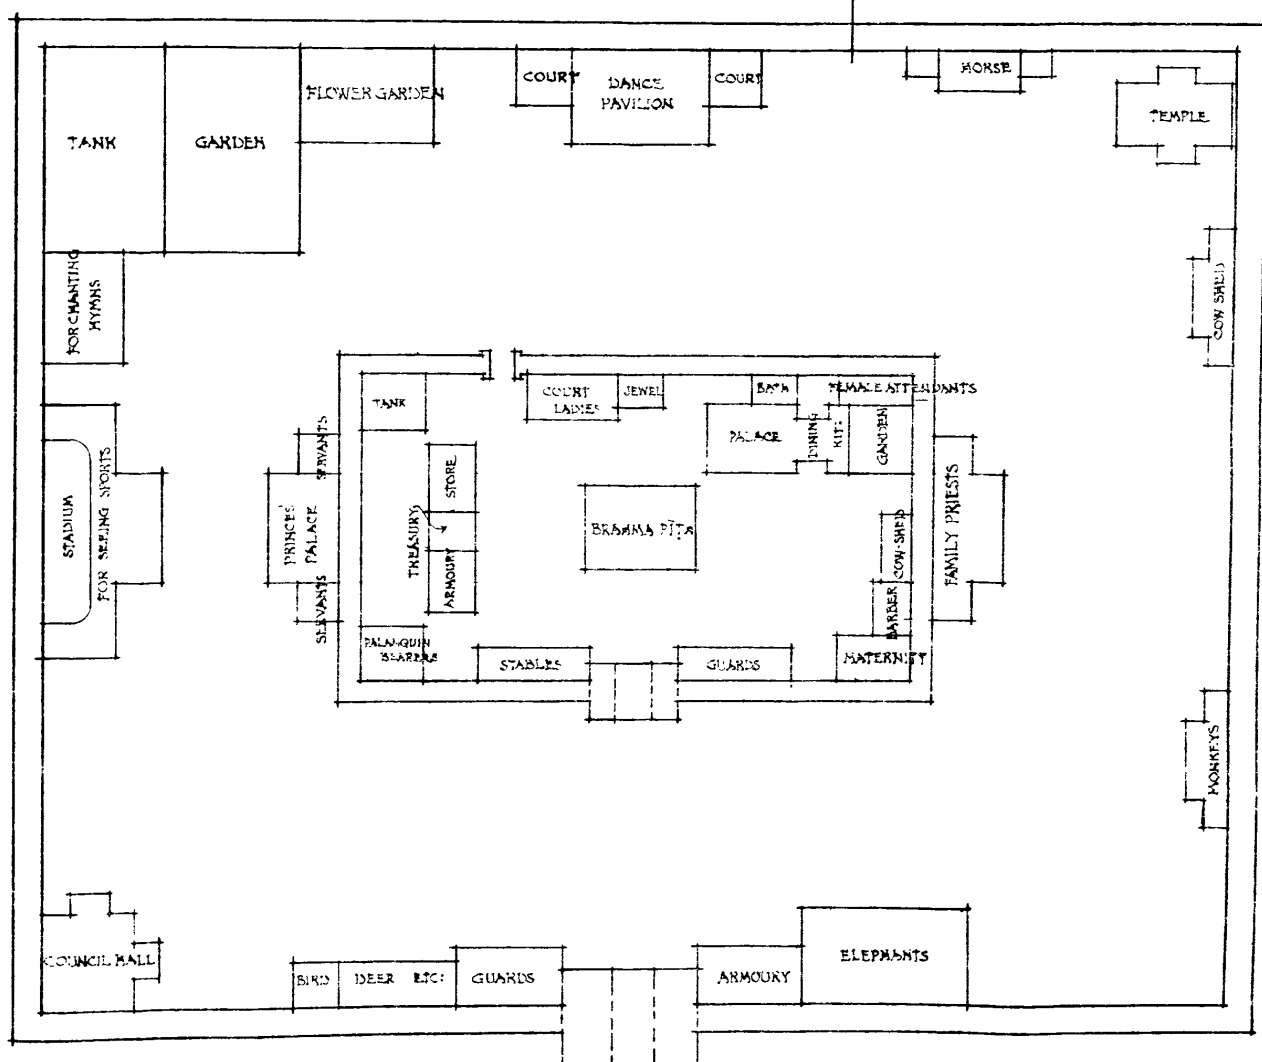 COURT
DANCE
PAVILION
COURT
HORSE
FLOWER GARDEN
TEMPLE
TANK
GARDEN
FOR CHANTING
HYMNS
COW SHED
TANK
COURT
LADIES
JEWEL
BATH
FEMALE ATTENDANTS
PALACE
DINING
KIT:
GARDEN
SERVANTS
STORE
STADIUM
FOR SEEING SPORTS
PRINCES'
PALACE
TREASURY
BRAHMA PĪṬA
COW-SHED
FAMILY PRIESTS
ARMOURY
SERVANTS
BARBER
PALANQUIN
BEARERS
STABLES
GUARDS
MATERNITY
MONKEYS
COUNCIL HALL
BIRD
DEER ETC:
GUARDS
ARMOURY
ELEPHANTS